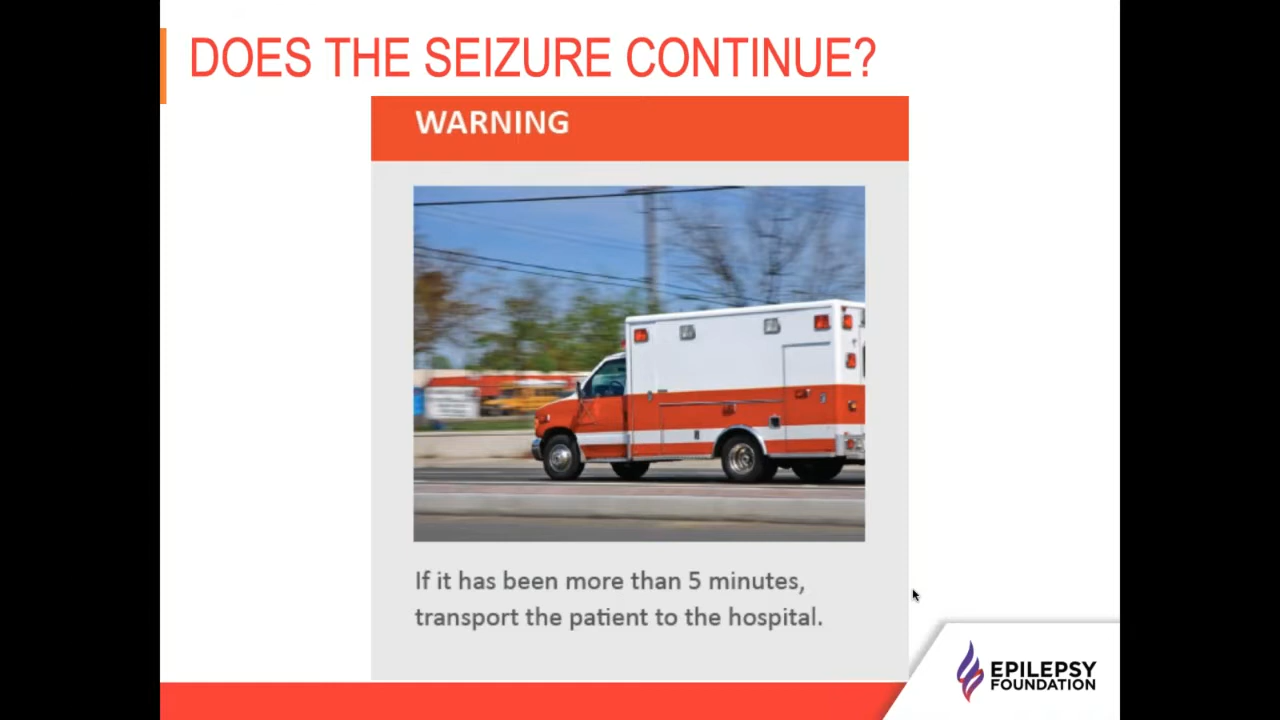 DOES THE SEIZURE CONTINUE?
WARNING
If it has been more than 5 minutes,
transport the patient to the hospital.
EPILEPSY
FOUNDATION